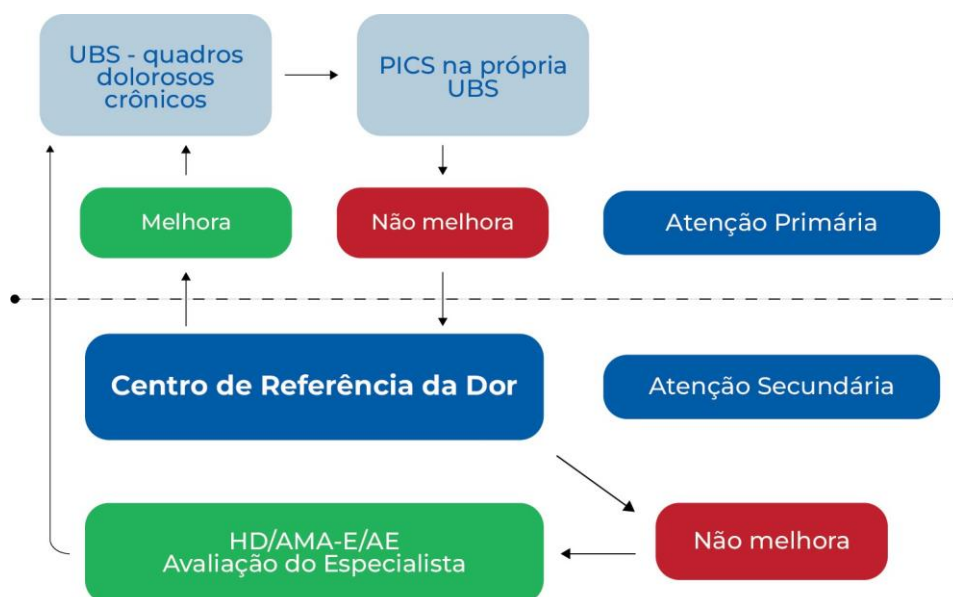 UBS - quadros
dolorosos
crônicos
PICS na própria
UBS
Melhora
Não melhora
Atenção Primária
Centro de Referência da Dor
Atenção Secundária
HD/AMA-E/AE
Avaliação do Especialista
Não melhora